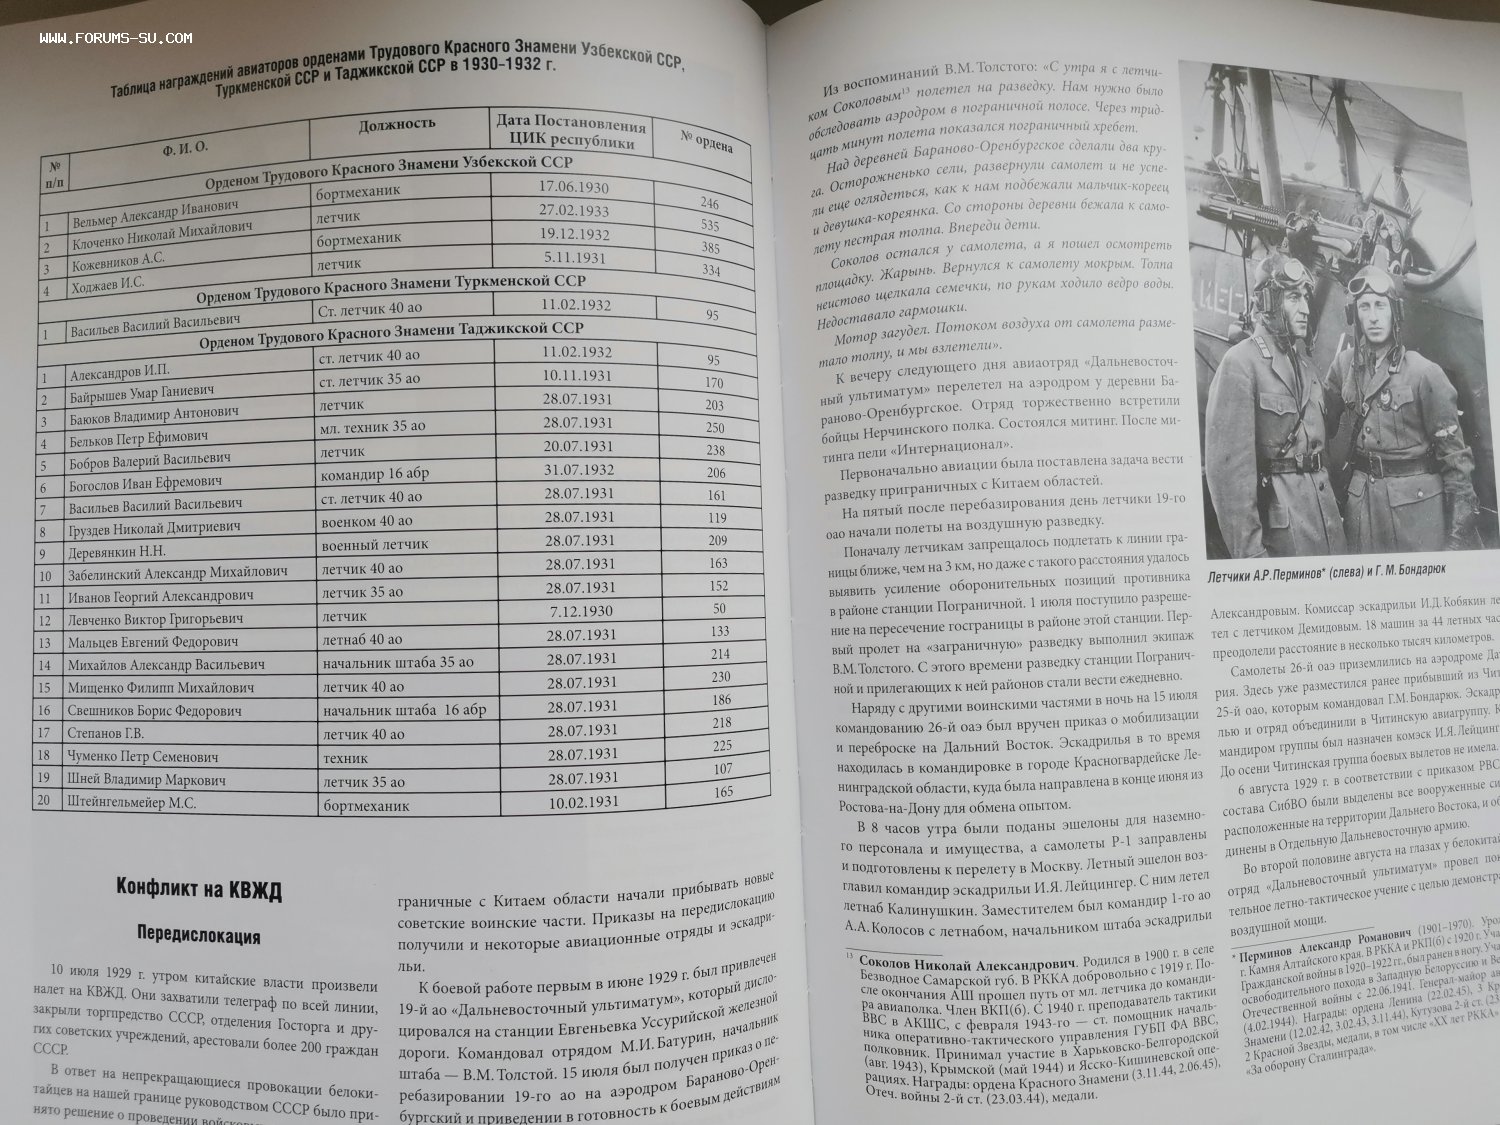 WWW.FORUMS-SU.COM
Таблица награждений авиаторов орденами Трудового Красного Знамени Узбекской ССР,
Туркменской ССР и Таджикской ССР в 1930–1932 г.
№ п/п Ф. И. О. Должность Дата Постановления ЦИК республики № ордена
Орденом Трудового Красного Знамени Узбекской ССР
1 Вельмер Александр Иванович бортмеханик 17.06.1930 246
2 Клоченко Николай Михайлович летчик 27.02.1933 535
3 Кожевников А.С. бортмеханик 19.12.1932 385
4 Ходжаев И.С. летчик 5.11.1931 334
Орденом Трудового Красного Знамени Туркменской ССР
1 Васильев Василий Васильевич Ст. летчик 40 ао 11.02.1932 95
Орденом Трудового Красного Знамени Таджикской ССР
1 Александров И.П. ст. летчик 40 ао 11.02.1932 95
2 Байрышев Умар Ганиевич ст. летчик 35 ао 10.11.1931 170
3 Баюков Владимир Антонович летчик 28.07.1931 203
4 Бельков Петр Ефимович мл. техник 35 ао 28.07.1931 250
5 Бобров Валерий Васильевич летчик 20.07.1931 238
6 Богослов Иван Ефремович командир 16 абр 31.07.1932 206
7 Васильев Василий Васильевич ст. летчик 40 ао 28.07.1931 161
8 Груздев Николай Дмитриевич военком 40 ао 28.07.1931 119
9 Деревянкин Н.Н. военный летчик 28.07.1931 209
10 Забелинский Александр Михайлович летчик 40 ао 28.07.1931 163
11 Иванов Георгий Александрович летчик 35 ао 28.07.1931 152
12 Левченко Виктор Григорьевич летчик 7.12.1930 50
13 Мальцев Евгений Федорович летнаб 40 ао 28.07.1931 133
14 Михайлов Александр Васильевич начальник штаба 35 ао 28.07.1931 214
15 Мищенко Филипп Михайлович летчик 40 ао 28.07.1931 230
16 Свешников Борис Федорович начальник штаба 16 абр 28.07.1931 186
17 Степанов Г.В. летчик 40 ао 28.07.1931 218
18 Чуменко Петр Семенович техник 28.07.1931 225
19 Шней Владимир Маркович летчик 35 ао 28.07.1931 107
20 Штейнгельмейер М.С. бортмеханик 10.02.1931 165
Конфликт на КВЖД
Передислокация
10 июля 1929 г. утром китайские власти произвели
налет на КВЖД. Они захватили телеграф по всей линии,
закрыли торгпредство СССР, отделения Госторга и дру-
гих советских учреждений, арестовали более 200 граждан
СССР.
В ответ на непрекращающиеся провокации белоки-
тайцев на нашей границе руководством СССР было при-
нято решение о проведении
граничные с Китаем области начали прибывать новые
советские воинские части. Приказы на передислокацию
получили и некоторые авиационные отряды и эскадри-
льи.
К боевой работе первым в июне 1929 г. был привлечен
19-й ао «Дальневосточный ультиматум», который дисло-
цировался на станции Евгеньевка Уссурийской железной
дороги. Командовал отрядом М.И. Батурин, начальник
штаба — В.М. Толстой. 15 июля был получен приказ о пе-
ребазировании 19-го ао на аэродром Бараново-Орен-
бургский и приведении в готовность к боевым действиям
Из воспоминаний В.М. Толстого: «С утра я с летчи-
ком Соколовым13 полетел на разведку. Нам нужно было
обследовать аэродром в пограничной полосе. Через трид-
цать минут полета показался пограничный хребет.
Над деревней Бараново-Оренбургское сделали два кру-
га. Осторожненько сели, развернули самолет и не успе-
ли еще оглядеться, как к нам подбежали мальчик-кореец
и девушка-кореянка. Со стороны деревни бежала к само-
лету пестрая толпа. Впереди дети.
Соколов остался у самолета, а я пошел осмотреть
площадку. Жарынь. Вернулся к самолету мокрым. Толпа
неистово щелкала семечки, по рукам ходило ведро воды.
Недоставало гармошки.
Мотор загудел. Потоком воздуха от самолета разме-
тало толпу, и мы взлетели».
К вечеру следующего дня авиаотряд «Дальневосточ-
ный ультиматум» перелетел на аэродром у деревни Ба-
раново-Оренбургское. Отряд торжественно встретили
бойцы Нерчинского полка. Состоялся митинг. После ми-
тинга пели «Интернационал».
Первоначально авиации была поставлена задача вести
разведку приграничных с Китаем областей.
На пятый после перебазирования день летчики 19-го
оао начали полеты на воздушную разведку.
Поначалу летчикам запрещалось подлетать к линии гра-
ницы ближе, чем на 3 км, но даже с такого расстояния удалось
выявить усиление оборонительных позиций противника
в районе станции Пограничной. 1 июля поступило разреше-
ние на пересечение госграницы в районе этой станции. Пер-
вый пролет на «заграничную» разведку выполнил экипаж
В.М. Толстого. С этого времени разведку станции Погранич-
ной и прилегающих к ней районов стали вести ежедневно.
Наряду с другими воинскими частями в ночь на 15 июля
командованию 26-й оаэ был вручен приказ о мобилизации
и переброске на Дальний Восток. Эскадрилья в то время
находилась в командировке в городе Красногвардейске Ле-
нинградской области, куда была направлена в конце июня из
Ростова-на-Дону для обмена опытом.
В 8 часов утра были поданы эшелоны для наземно-
го персонала и имущества, а самолеты Р-1 заправлены
и подготовлены к перелету в Москву. Летный эшелон воз-
главил командир эскадрильи И.Я. Лейцингер. С ним летел
летнаб Калинушкин. Заместителем был командир 1-го ао
А.А. Колосов с летнабом, начальником штаба эскадрильи
13 Соколов Николай Александрович. Родился в 1900 г. в селе
Безводное Самарской губ. В РККА добровольно с 1919 г. По-
сле окончания АШ прошел путь от мл. летчика до команди-
ра авиаполка. Член ВКП(б). С 1940 г. преподаватель тактики
ВВС в АКШС, с февраля 1943-го — ст. помощник началь-
ника оперативно-тактического управления ГУБП ФА ВВС,
полковник. Принимал участие в Харьковско-Белгородской
(авг. 1943), Крымской (май 1944) и Ясско-Кишиневской опе-
рациях. Награды: ордена Красного Знамени (3.11.44, 2.06.45),
Отеч. войны 2-й ст. (23.03.44), медали.
Летчики А.Р.Перминов* (слева) и Г. М. Бондарюк
Александровым. Комиссар эскадрильи И.Д. Кобякин ле-
тел с летчиком Демидовым. 18 машин за 44 летных
преодолели расстояние в несколько тысяч километров.
Самолеты 26-й оаэ приземлились на аэродроме
рия. Здесь уже разместился ранее прибывший из
25-й оао, которым командовал Г.М. Бондарюк.
лью и отряд объединили в Читинскую авиагруппу.
мандиром группы был назначен комэск И.Я.
До осени Читинская группа боевых вылетов не имела.
6 августа 1929 г. в соответствии с приказом РВС
состава СибВО были выделены все вооруженные
расположенные на территории Дальнего Востока, и
динены в Отдельную Дальневосточную армию.
Во второй половине августа на глазах у
отряд «Дальневосточный ультиматум» провел
тельное летно-тактическое учение с целью
воздушной мощи.
* Перминов Александр Романович (1901–1970).
г. Камня Алтайского края. В РККА и РКП(б) с 1920 г.
Гражданской войны в 1920–1922 гг., был ранен в ногу.
освободительного похода в Западную Белоруссию и
Отечественной войны с 22.06.1941. Генерал-майор
(4.02.1944). Награды: ордена Ленина (22.02.45), 3
Знамени (12.02.42, 3.02.43, 3.11.44), Кутузова 2-й ст.
2 Красной Звезды, медали, в том числе «XX лет РККА»
«За оборону Сталинграда».